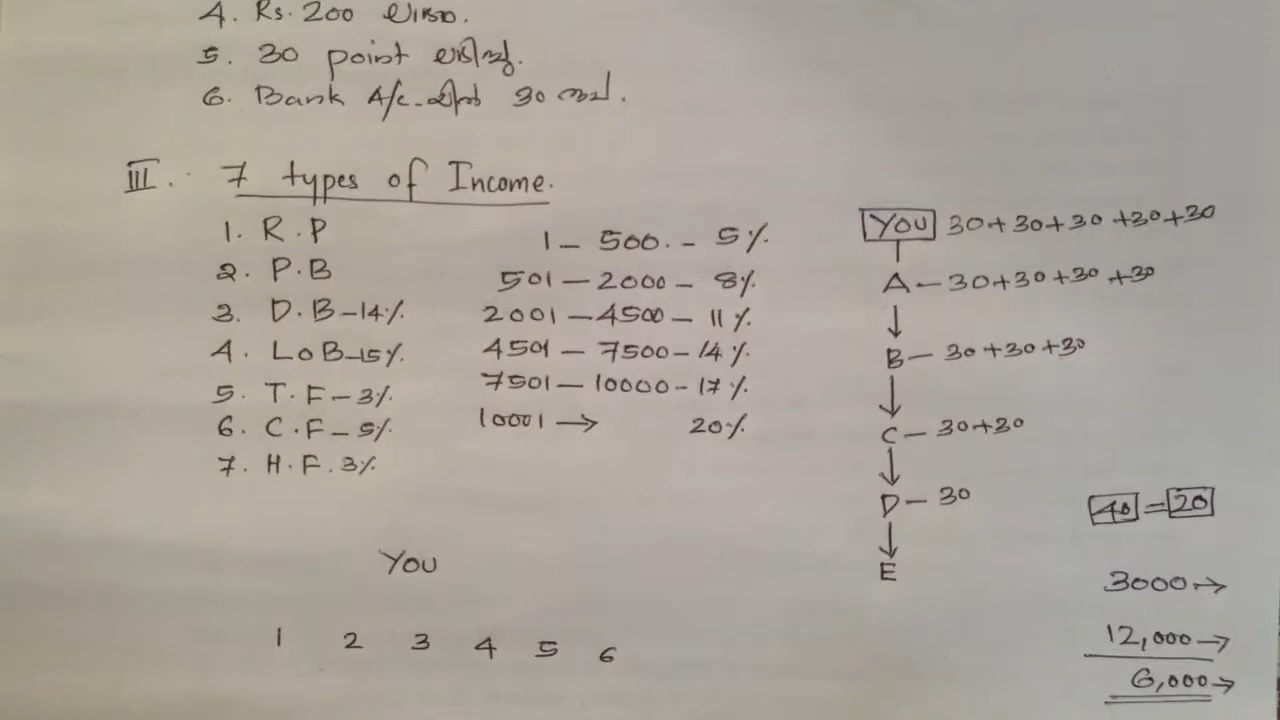 4. Rs. 200 ലാഭം.
5. 30 point ലഭിച്ചു.
6. Bank A/c-യിൽ 30 രൂപ.
III. 7 types of Income.
1. R.P
2. P.B
3. D.B-14%
4. LoB-15%
5. T.F-3%
6. C.F-5%
7. H.F. 3%
1-500.-5%
501-2000-8%
2001-4500-11%
4501-7500-14%
7501-10000-17%
10001→ 20%
YOU 30+30+30+30+30
A-30+30+30+30
B-30+30+30
C-30+30
D-30
E
40=20
3000→
12,000→
6,000→
YOU
1 2 3 4 5 6